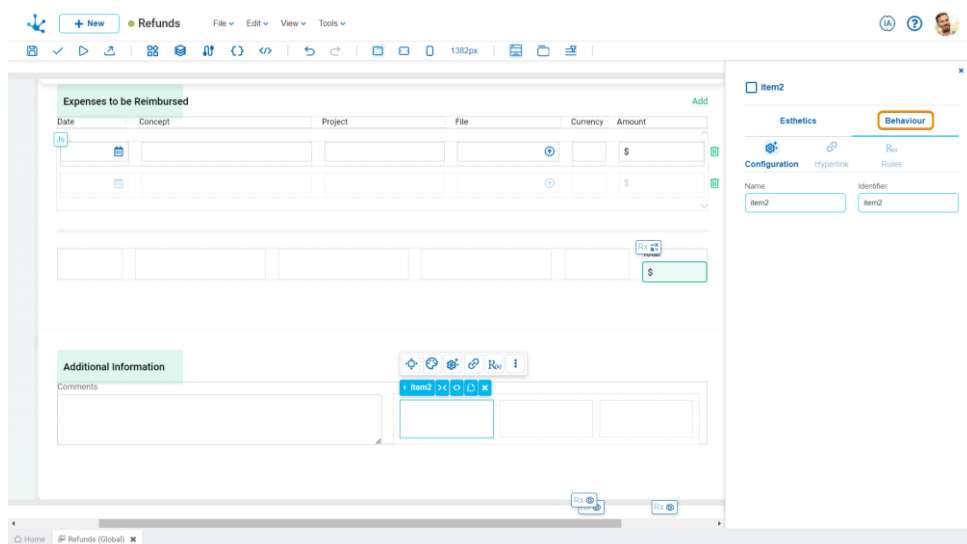 + New
Refunds
File
Edit
View
Tools
IA
?
1382px
Item2
Expenses to be Reimbursed
Add
Esthetics
Behaviour
Date
Concept
Project
File
Currency
Amount
Js
$
Configuration
Hyperlink
Rules
$
Name
Identifier
item2
item2
Rx
Total
$
Additional Information
Comments
Item2
Rx
Rx
Rx
Home
Refunds (Global)